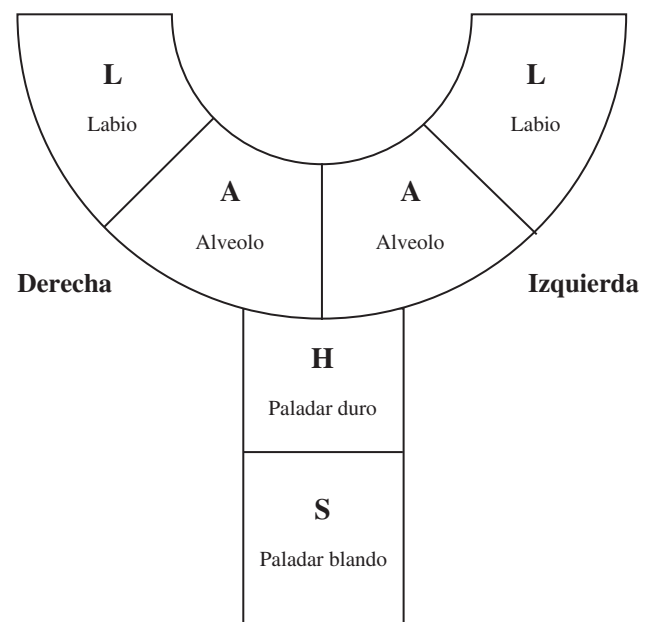 L
Labio
L
Labio
A
Alveolo
A
Alveolo
Derecha
Izquierda
H
Paladar duro
S
Paladar blando